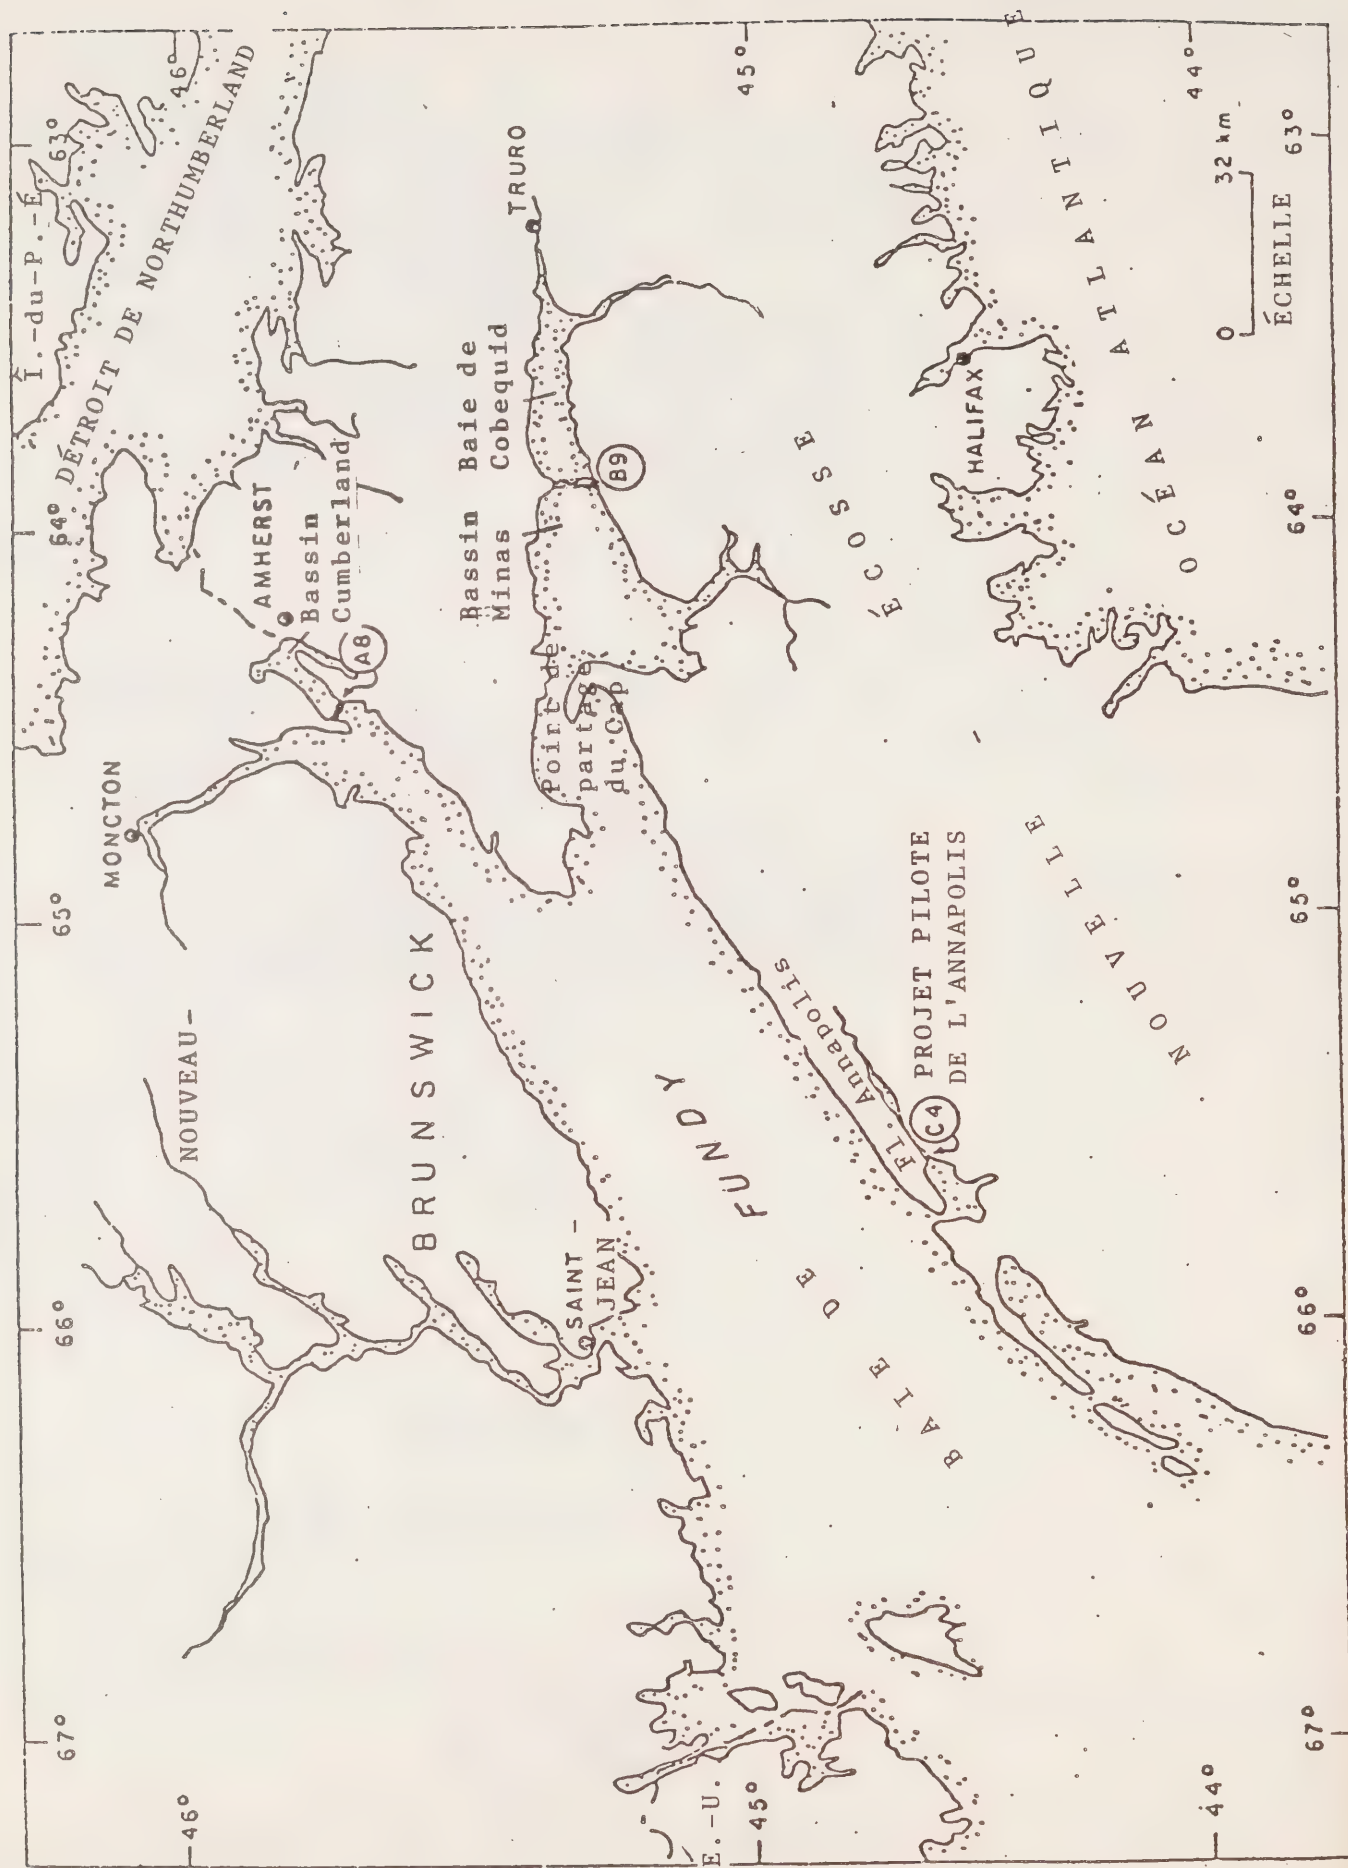 67°
66°
65°
64°
63°
46°
46°
Î.-du-P.-É
DÉTROIT DE NORTHUMBERLAND
MONCTON
NOUVEAU-
BRUNSWICK
AMHERST
Bassin
Cumberland
A8
Bassin
Minas
Baie de
Cobequid
TRURO
B9
Point de
partage
du Cap
SAINT-
JEAN
BAIE DE FUNDY
É.-U.
45°
45°
Fl. Annapolis
C4
PROJET PILOTE
DE L'ANNAPOLIS
NOUVELLE
ÉCOSSE
HALIFAX
OCÉAN ATLANTIQUE
44°
44°
0
32 km
ÉCHELLE
67°
66°
65°
64°
63°